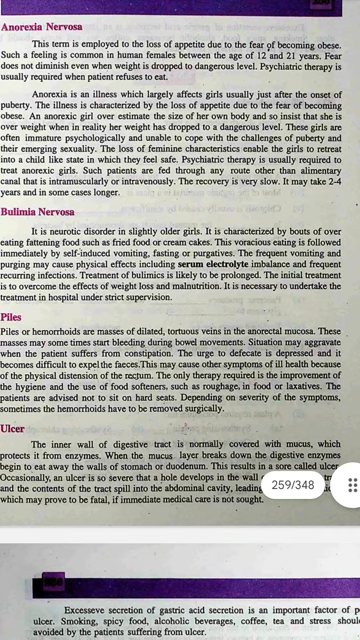 Anorexia Nervosa
This term is employed to the loss of appetite due to the fear of becoming obese.
Such a feeling is common in human females between the age of 12 and 21 years. Fear
does not diminish even when weight is dropped to dangerous level. Psychiatric therapy is
usually required when patient refuses to eat.
Anorexia is an illness which largely affects girls usually just after the onset of
puberty. The illness is characterized by the loss of appetite due to the fear of becoming
obese. An anorexic girl over estimate the size of her own body and so insist that she is
over weight when in reality her weight has dropped to a dangerous level. These girls are
often immature psychologically and unable to cope with the challenges of puberty and
their emerging sexuality. The loss of feminine characteristics enable the girls to retreat
into a child like state in which they feel safe. Psychiatric therapy is usually required to
treat anorexic girls. Such patients are fed through any route other than alimentary
canal that is intramuscularly or intravenously. The recovery is very slow. It may take 2-4
years and in some cases longer.
Bulimia Nervosa
It is neurotic disorder in slightly older girls. It is characterized by bouts of over
eating fattening food such as fried food or cream cakes. This voracious eating is followed
immediately by self-induced vomiting, fasting or purgatives. The frequent vomiting and
purging may cause physical effects including serum electrolyte imbalance and frequent
recurring infections. Treatment of bulimics is likely to be prolonged. The initial treatment
is to overcome the effects of weight loss and malnutrition. It is necessary to undertake the
treatment in hospital under strict supervision.
Piles
Piles or hemorrhoids are masses of dilated, tortuous veins in the anorectal mucosa. These
masses may some times start bleeding during bowel movements. Situation may aggravate
when the patient suffers from constipation. The urge to defecate is depressed and it
becomes difficult to expel the faeces.This may cause other symptoms of ill health because
of the physical distension of the rectum. The only therapy required is the improvement of
the hygiene and the use of food softeners, such as roughage, in food or laxatives. The
patients are advised not to sit on hard seats. Depending on severity of the symptoms,
sometimes the hemorrhoids have to be removed surgically.
Ulcer
The inner wall of digestive tract is normally covered with mucus, which
protects it from enzymes. When the mucus layer breaks down the digestive enzymes
begin to eat away the walls of stomach or duodenum. This results in a sore called ulcer
Occasionally, an ulcer is so severe that a hole develops in the wall
and the contents of the tract spill into the abdominal cavity, leading
which may prove to be fatal, if immediate medical care is not sought.
259/348
Excesseve secretion of gastric acid secretion is an important factor of
ulcer. Smoking, spicy food, alcoholic beverages, coffee, tea and stress
avoided by the patients suffering from ulcer.